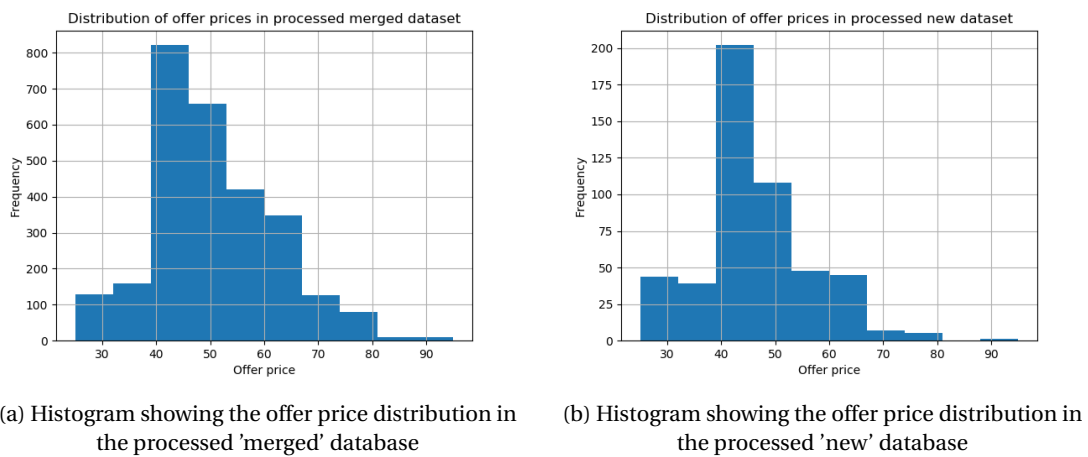 Distribution of offer prices in processed merged dataset
800
700
600
500
400
300
200
100
0
Frequency
30 40 50 60 70 80 90
Offer price
(a) Histogram showing the offer price distribution in
the processed ’merged’ database
Distribution of offer prices in processed new dataset
200
175
150
125
100
75
50
25
0
Frequency
30 40 50 60 70 80 90
Offer price
(b) Histogram showing the offer price distribution in
the processed ’new’ database